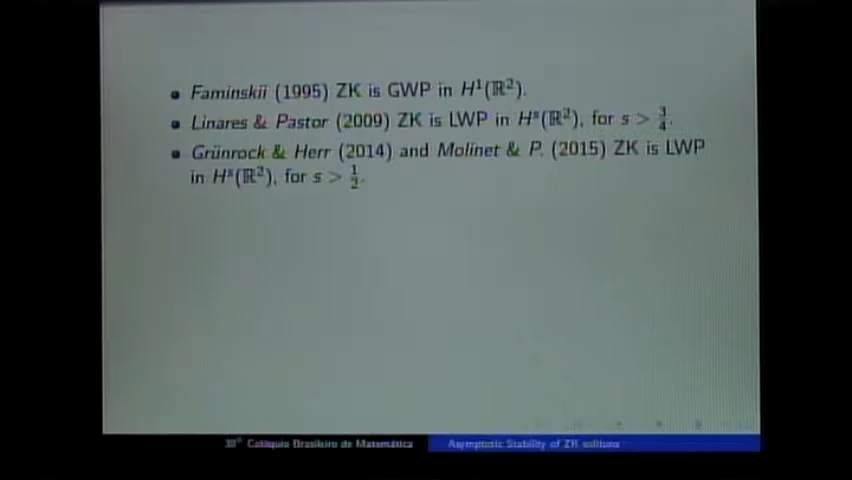 • Faminskii (1995) ZK is GWP in H¹(ℝ²).
• Linares & Pastor (2009) ZK is LWP in Hˢ(ℝ²), for s > 3/4.
• Grünrock & Herr (2014) and Molinet & P. (2015) ZK is LWP
in Hˢ(ℝ²), for s > 1/2.
30° Colóquio Brasileiro de Matemática Asymptotic Stability of ZK solitons